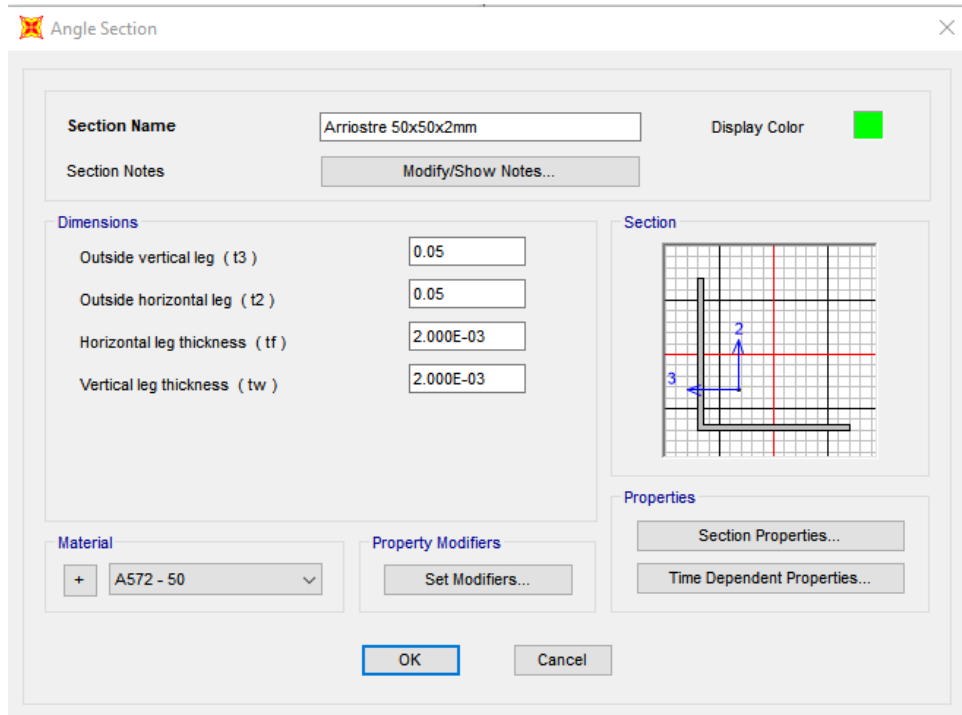 Angle Section
Section Name
Arriostre 50x50x2mm
Display Color
Section Notes
Modify/Show Notes...
Dimensions
Outside vertical leg ( t3 )
0.05
Outside horizontal leg ( t2 )
0.05
Horizontal leg thickness ( tf )
2.000E-03
Vertical leg thickness ( tw )
2.000E-03
Section
2
3
Properties
Section Properties...
Time Dependent Properties...
Material
+
A572 - 50
Property Modifiers
Set Modifiers...
OK
Cancel